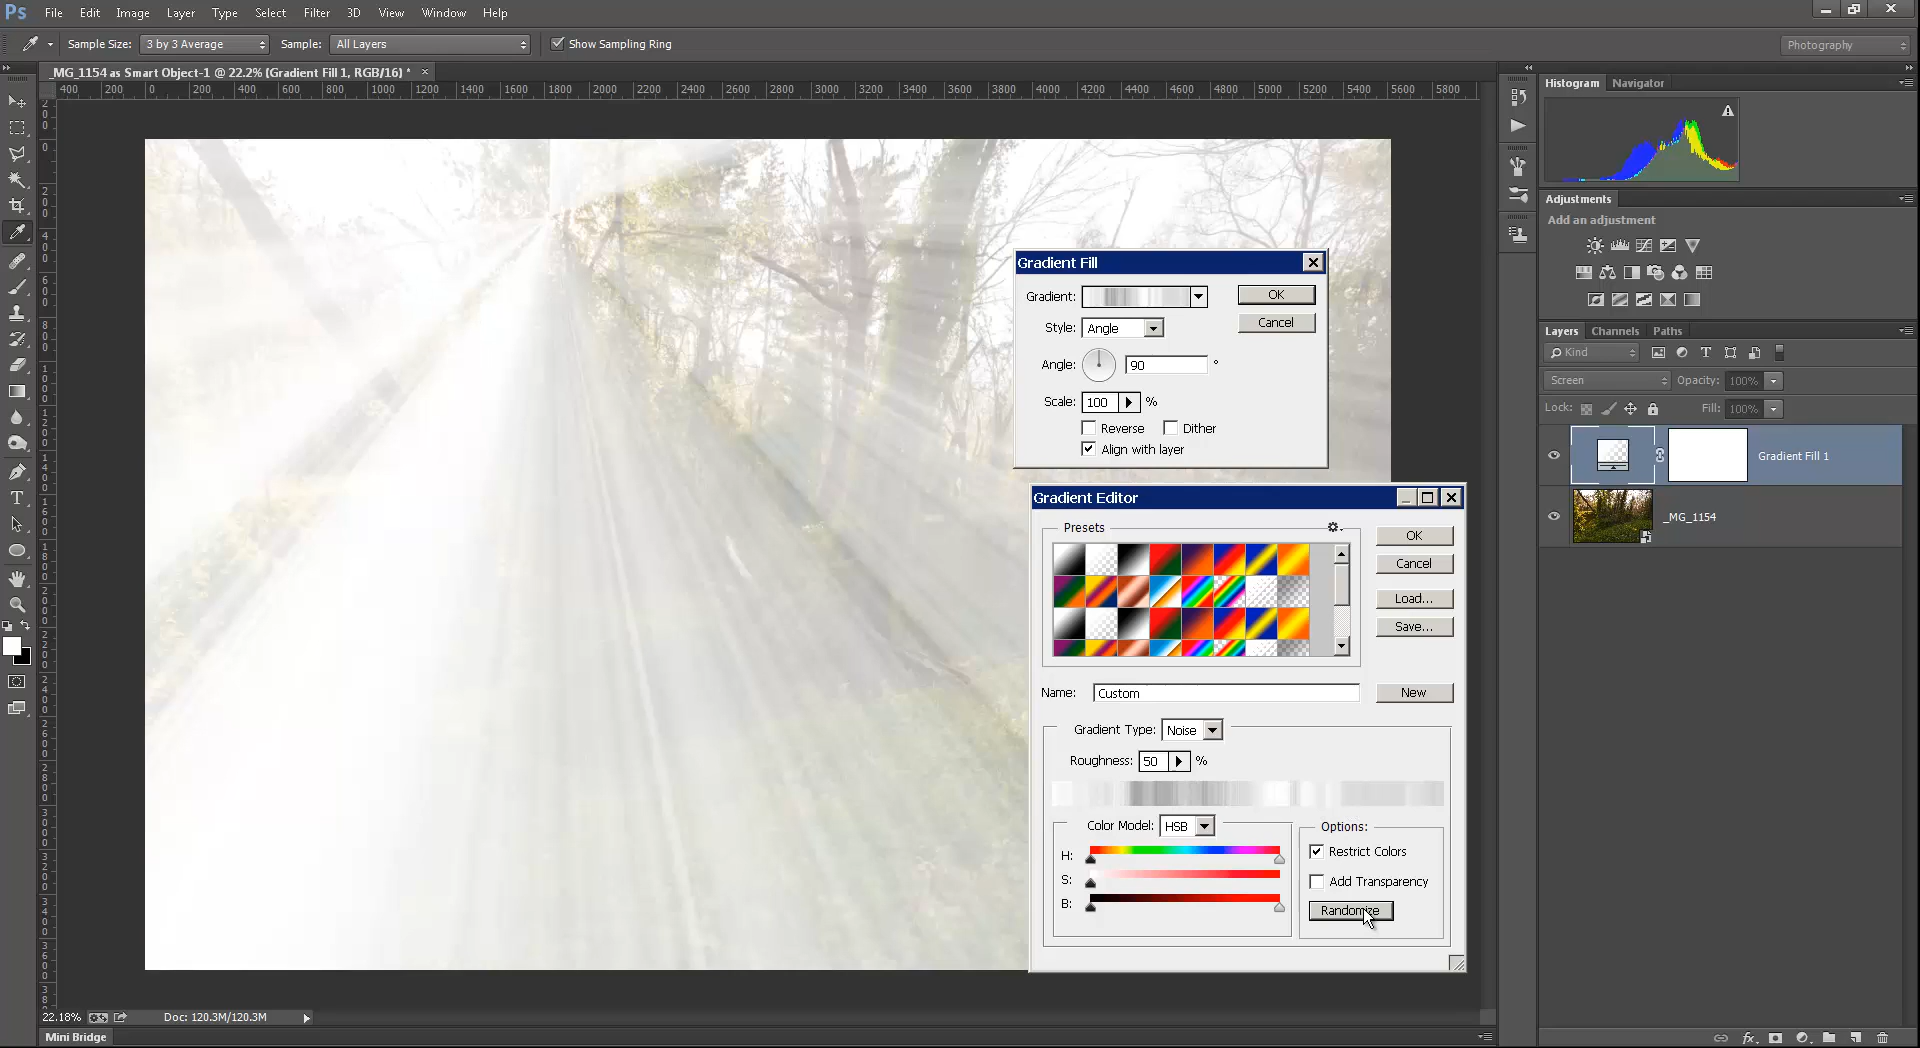 Ps File Edit Image Layer Type Select Filter 3D View Window Help
Sample Size: 3 by 3 Average Sample: All Layers Show Sampling Ring Photography
_MG_1154 as Smart Object-1 @ 22.2% (Gradient Fill 1, RGB/16) * ×
400 200 0 200 400 600 800 1000 1200 1400 1600 1800 2000 2200 2400 2600 2800 3000 3200 3400 3600 3800 4000 4200 4400 4600 4800 5000 5200 5400 5600 5800
Histogram Navigator
Adjustments
Add an adjustment
Layers Channels Paths
Kind
Screen Opacity: 100%
Lock: Fill: 100%
Gradient Fill 1
_MG_1154
Gradient Fill
Gradient: OK
Style: Angle Cancel
Angle: 90 °
Scale: 100 %
Reverse Dither
Align with layer
Gradient Editor
Presets
OK
Cancel
Load...
Save...
Name: Custom New
Gradient Type: Noise
Roughness: 50 %
Color Model: HSB
H:
S:
B:
Options:
Restrict Colors
Add Transparency
Randomize
22.18% Doc: 120.3M/120.3M
Mini Bridge
fx